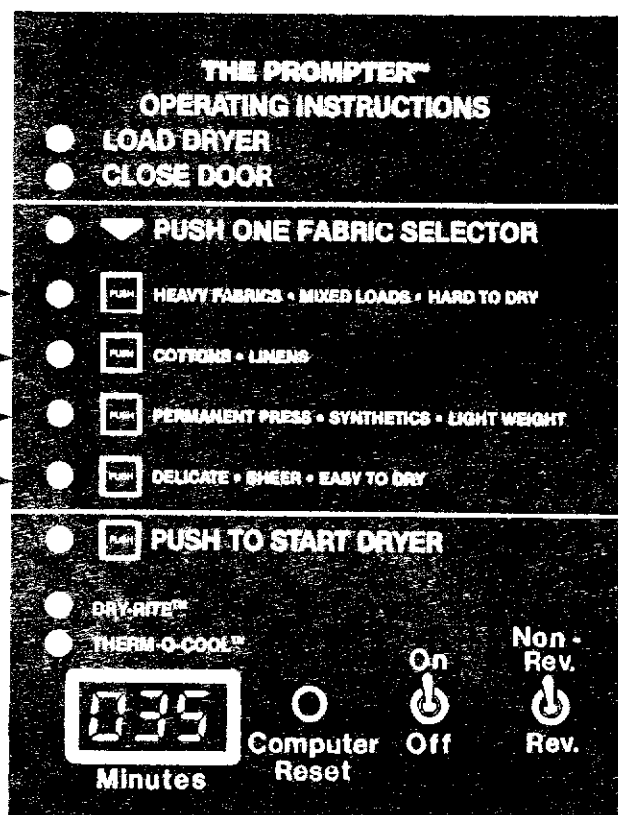 THE PROMPTER™
OPERATING INSTRUCTIONS
LOAD DRYER
CLOSE DOOR
PUSH ONE FABRIC SELECTOR
PUSH HEAVY FABRICS • MIXED LOADS • HARD TO DRY
PUSH COTTONS • LINENS
PUSH PERMANENT PRESS • SYNTHETICS • LIGHT WEIGHT
PUSH DELICATE • SHEER • EASY TO DRY
PUSH PUSH TO START DRYER
DRY-RITE™
THERM-O-COOL™
035
Minutes
Computer
Reset
On
Off
Non-
Rev.
Rev.